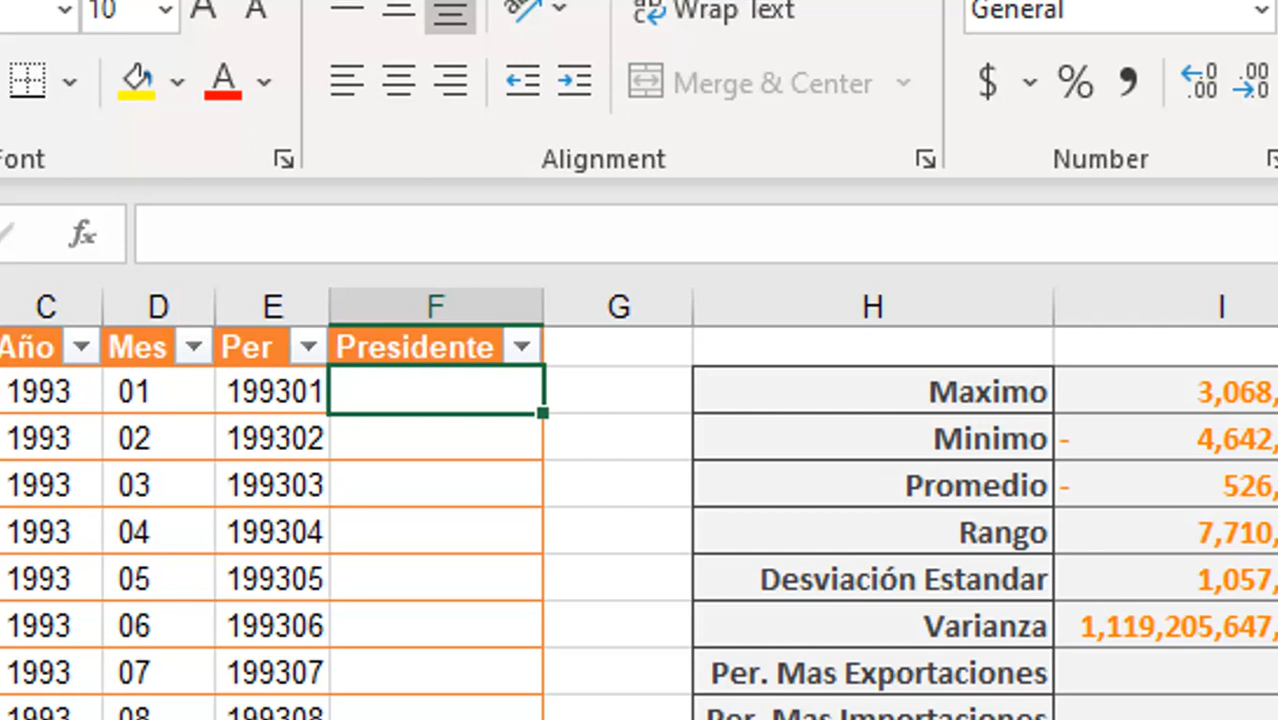 10 A A Wrap Text General
$ % , .00 .00
Font Alignment Number
fx
C D E F G H I
Año Mes Per Presidente
1993 01 199301 Maximo 3,068,
1993 02 199302 Minimo - 4,642,
1993 03 199303 Promedio - 526,
1993 04 199304 Rango 7,710,
1993 05 199305 Desviación Estandar 1,057,
1993 06 199306 Varianza 1,119,205,647,
1993 07 199307 Per. Mas Exportaciones
1993 08 199308 Per. Mas Importaciones